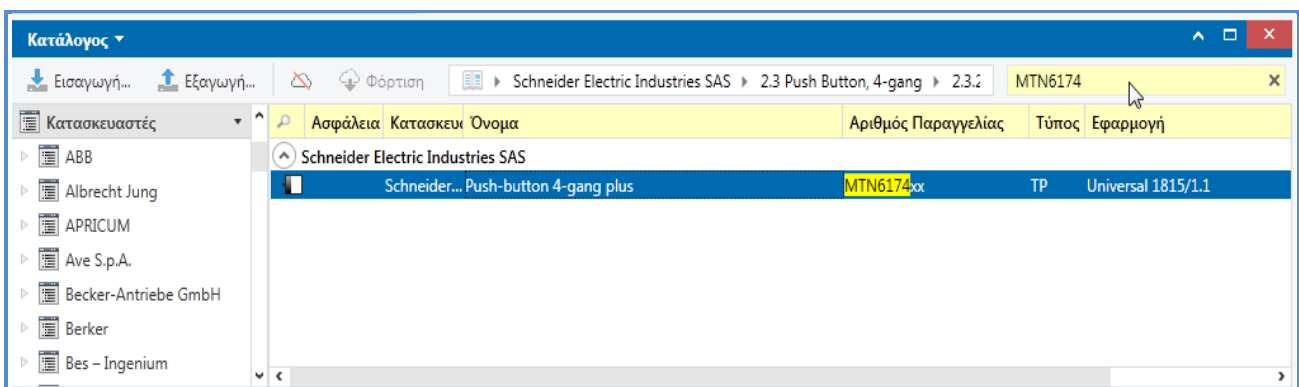 Κατάλογος
Εισαγωγή... Εξαγωγή... Φόρτιση Schneider Electric Industries SAS 2.3 Push Button, 4-gang 2.3.2 MTN6174
Κατασκευαστές Ασφάλεια Κατασκευ Όνομα Αριθμός Παραγγελίας Τύπος Εφαρμογή
ABB Schneider Electric Industries SAS
Albrecht Jung Schneider... Push-button 4-gang plus MTN6174xx TP Universal 1815/1.1
APRICUM
Ave S.p.A.
Becker-Antriebe GmbH
Berker
Bes – Ingenium